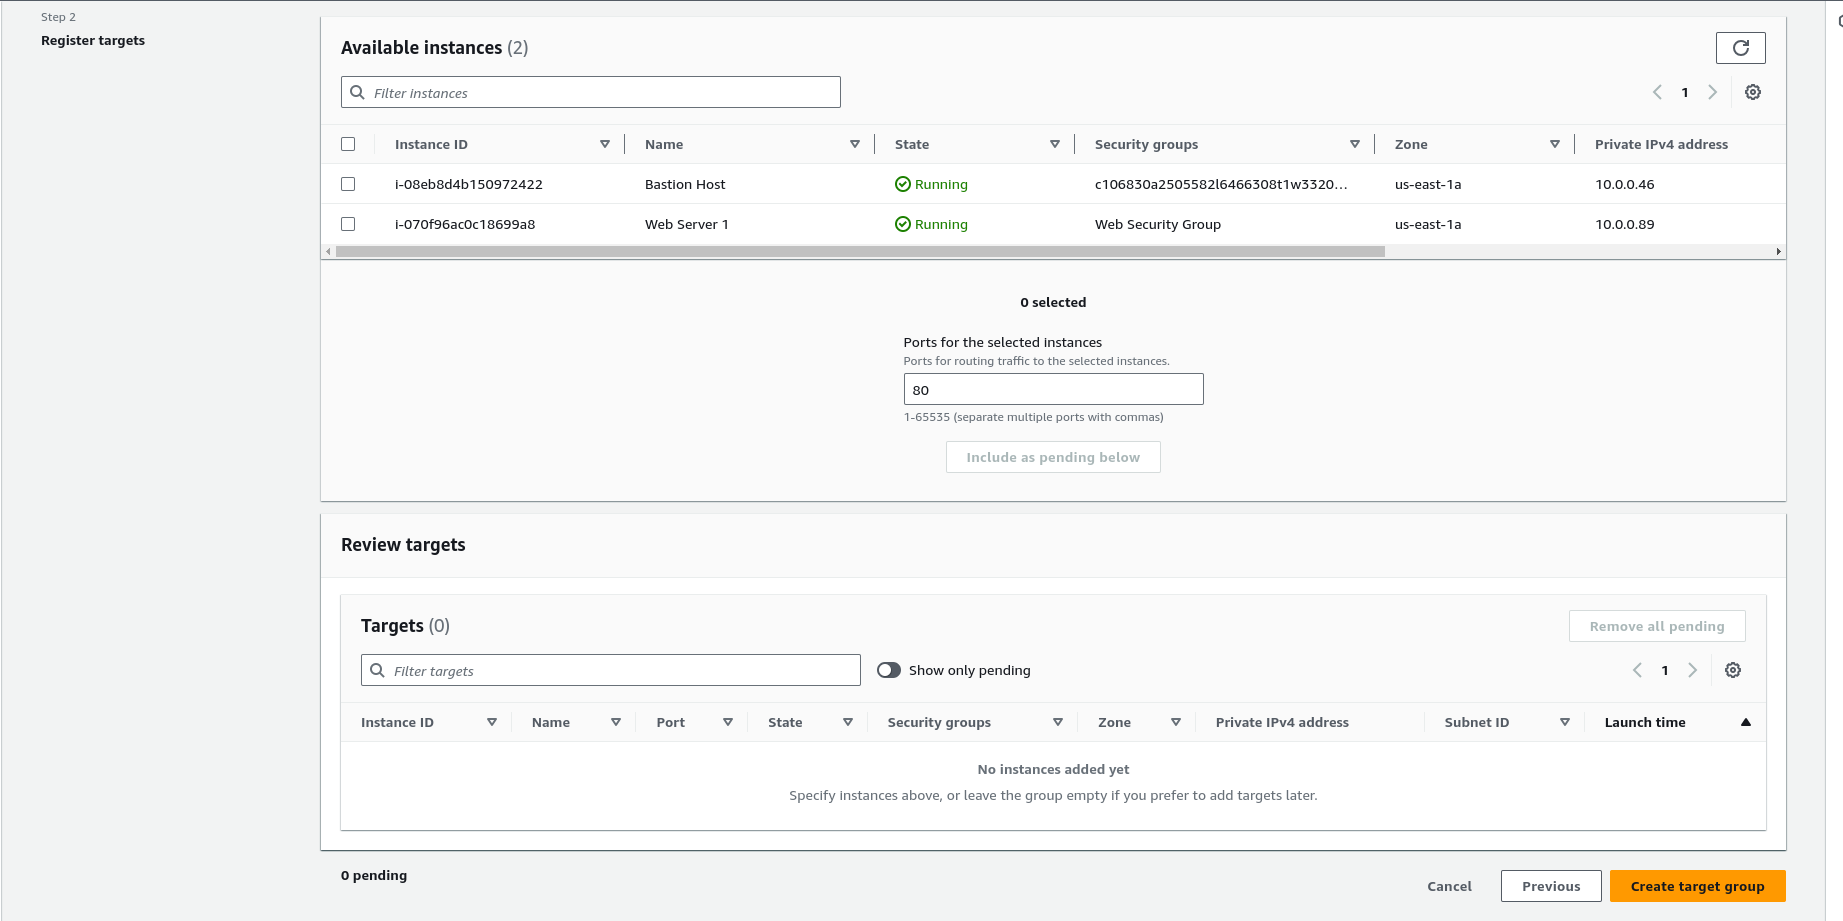 Step 2
Register targets
Available instances (2)
Filter instances
1
Instance ID Name State Security groups Zone Private IPv4 address
i-08eb8d4b150972422 Bastion Host Running c106830a2505582l6466308t1w3320... us-east-1a 10.0.0.46
i-070f96ac0c18699a8 Web Server 1 Running Web Security Group us-east-1a 10.0.0.89
0 selected
Ports for the selected instances
Ports for routing traffic to the selected instances.
80
1-65535 (separate multiple ports with commas)
Include as pending below
Review targets
Targets (0)
Remove all pending
Filter targets Show only pending 1
Instance ID Name Port State Security groups Zone Private IPv4 address Subnet ID Launch time
No instances added yet
Specify instances above, or leave the group empty if you prefer to add targets later.
0 pending
Cancel Previous Create target group